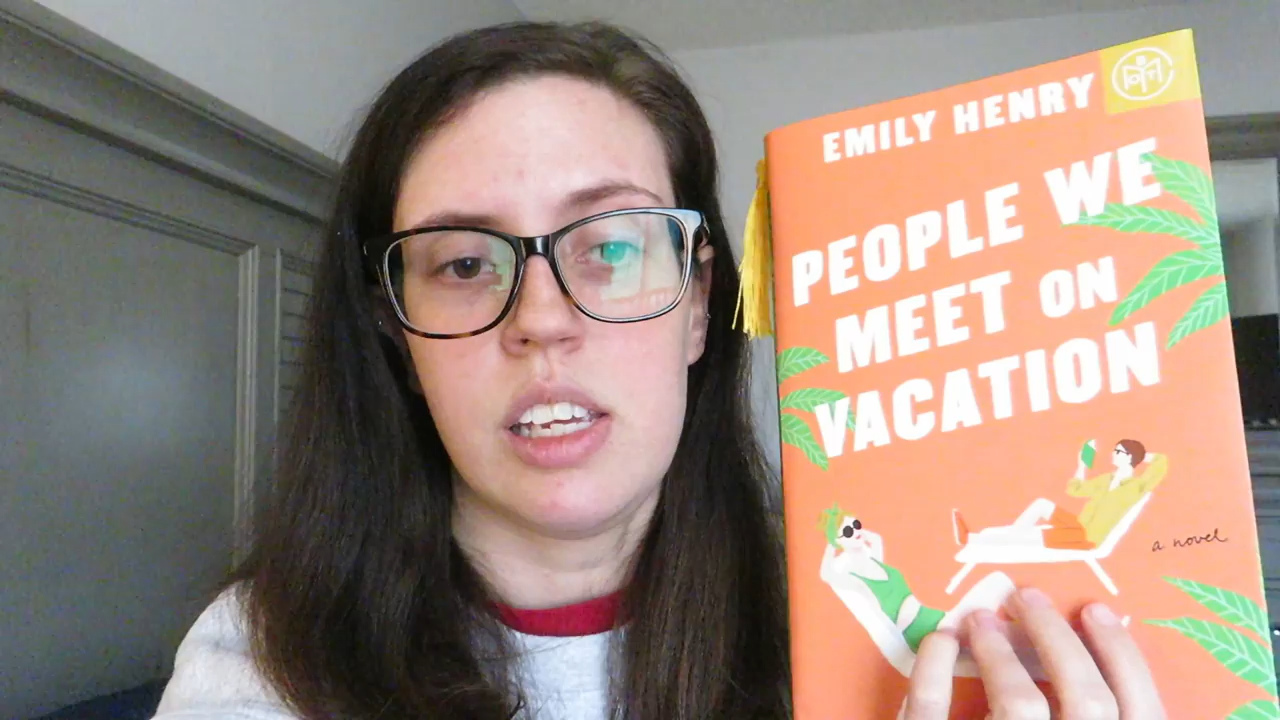 EMILY HENRY
PEOPLE WE
MEET ON
VACATION
a novel